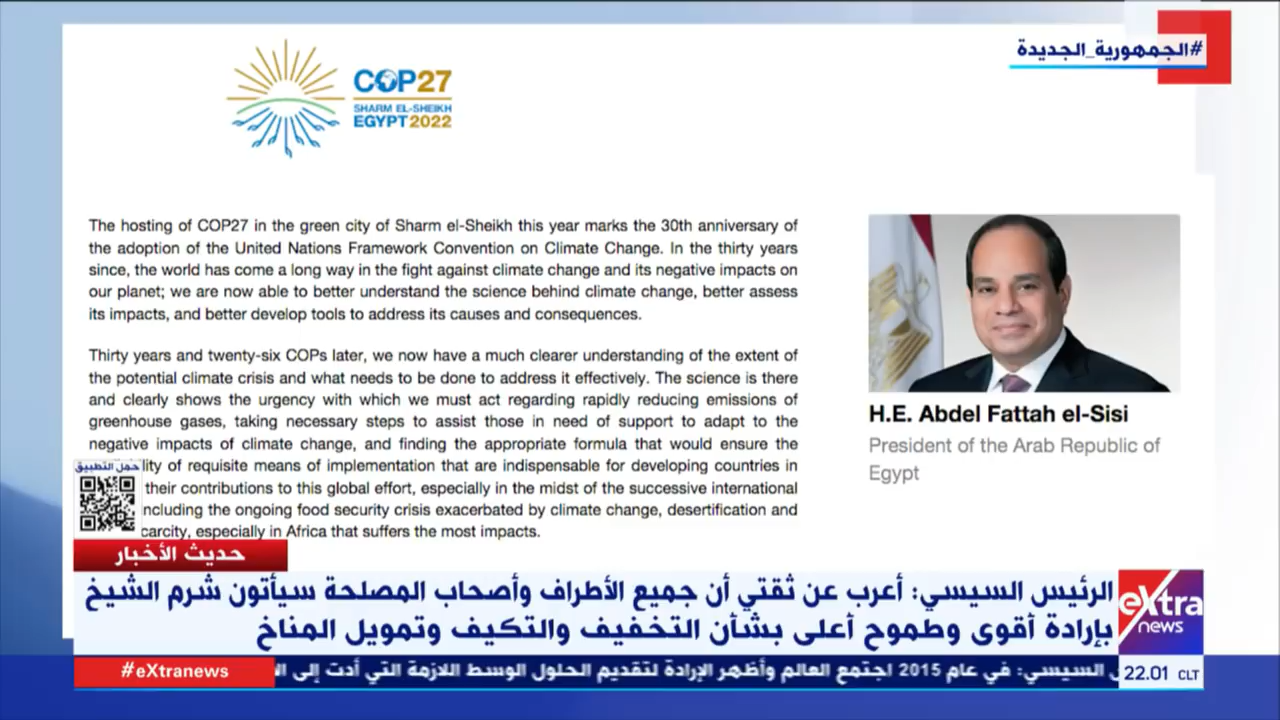 #الجمهورية_الجديدة
COP27
SHARM EL-SHEIKH
EGYPT 2022
The hosting of COP27 in the green city of Sharm el-Sheikh this year marks the 30th anniversary of
the adoption of the United Nations Framework Convention on Climate Change. In the thirty years
since, the world has come a long way in the fight against climate change and its negative impacts on
our planet; we are now able to better understand the science behind climate change, better assess
its impacts, and better develop tools to address its causes and consequences.
Thirty years and twenty-six COPs later, we now have a much clearer understanding of the extent of
the potential climate crisis and what needs to be done to address it effectively. The science is there
and clearly shows the urgency with which we must act regarding rapidly reducing emissions of
greenhouse gases, taking necessary steps to assist those in need of support to adapt to the
negative impacts of climate change, and finding the appropriate formula that would ensure the
of requisite means of implementation that are indispensable for developing countries in
their contributions to this global effort, especially in the midst of the successive international
including the ongoing food security crisis exacerbated by climate change, desertification and
carcity, especially in Africa that suffers the most impacts.
H.E. Abdel Fattah el-Sisi
President of the Arab Republic of
Egypt
حمل التطبيق
حديث الأخبار
الرئيس السيسي: أعرب عن ثقتي أن جميع الأطراف وأصحاب المصلحة سيأتون شرم الشيخ
بإرادة أقوى وطموح أعلى بشأن التخفيف والتكيف وتمويل المناخ
eXtra
news
#eXtranews
السيسي: في عام 2015 اجتمع العالم وأظهر الإرادة لتقديم الحلول الوسط اللازمة التي أدت إلى
22.01 CLT